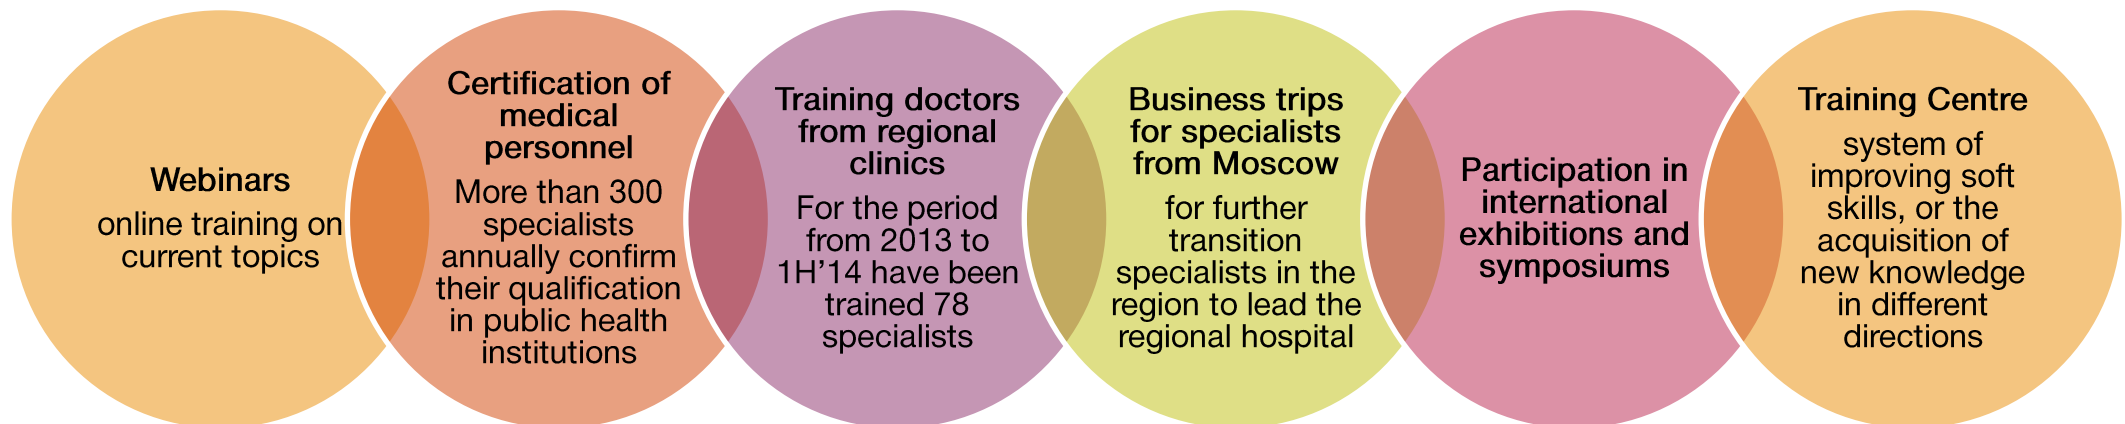 Webinars
online training on
current topics
Certification of
medical
personnel
More than 300
specialists
annually confirm
their qualification
in public health
institutions
Training doctors
from regional
clinics
For the period
from 2013 to
1H’14 have been
trained 78
specialists
Business trips
for specialists
from Moscow
for further
transition
specialists in the
region to lead the
regional hospital
Participation in
international
exhibitions and
symposiums
Training Centre
system of
improving soft
skills, or the
acquisition of
new knowledge
in different
directions